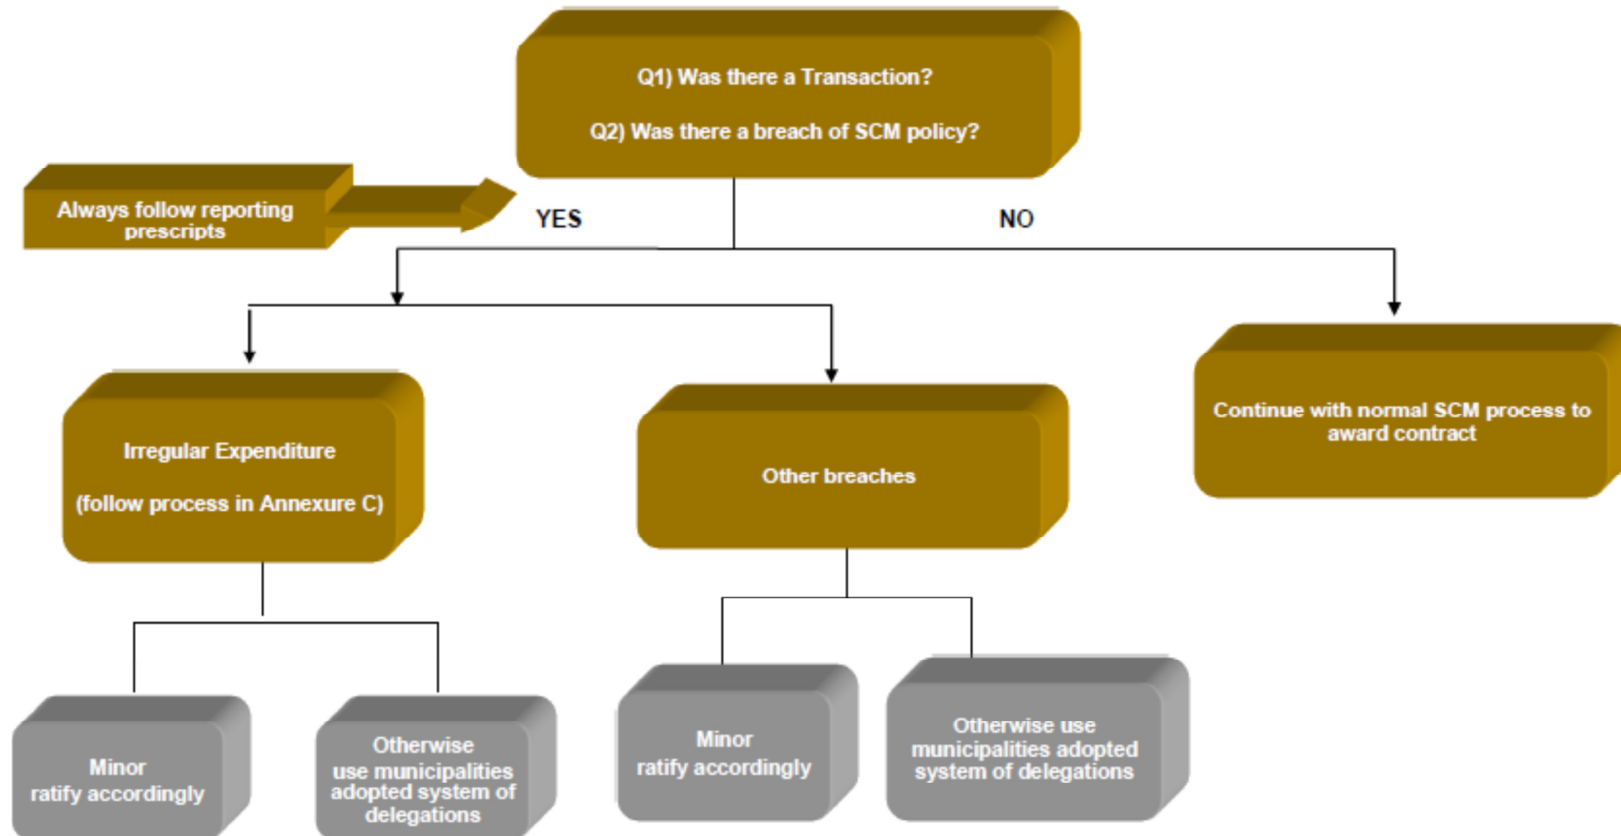 Q1) Was there a Transaction?
Q2) Was there a breach of SCM policy?
Always follow reporting
prescripts
YES
NO
Irregular Expenditure
(follow process in Annexure C)
Other breaches
Continue with normal SCM process to
award contract
Minor
ratify accordingly
Otherwise
use municipalities
adopted system of
delegations
Minor
ratify accordingly
Otherwise use
municipalities adopted
system of delegations